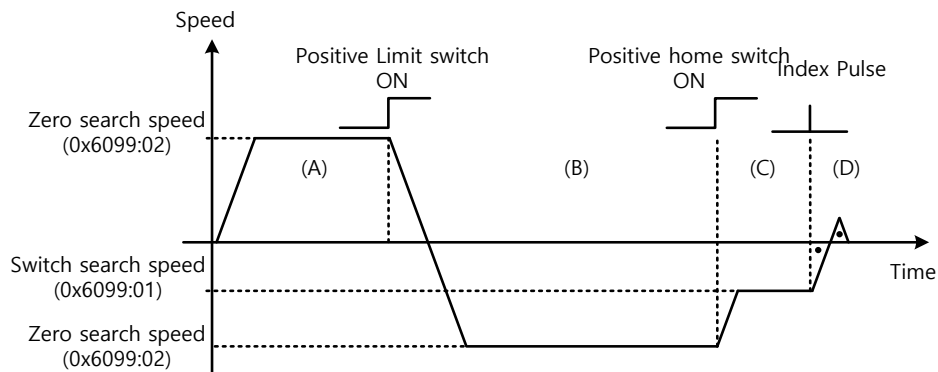 Speed
Positive Limit switch
ON
Positive home switch
ON
Index Pulse
Zero search speed
(0x6099:02)
(A)
(B)
(C)
(D)
Switch search speed
(0x6099:01)
Time
Zero search speed
(0x6099:02)